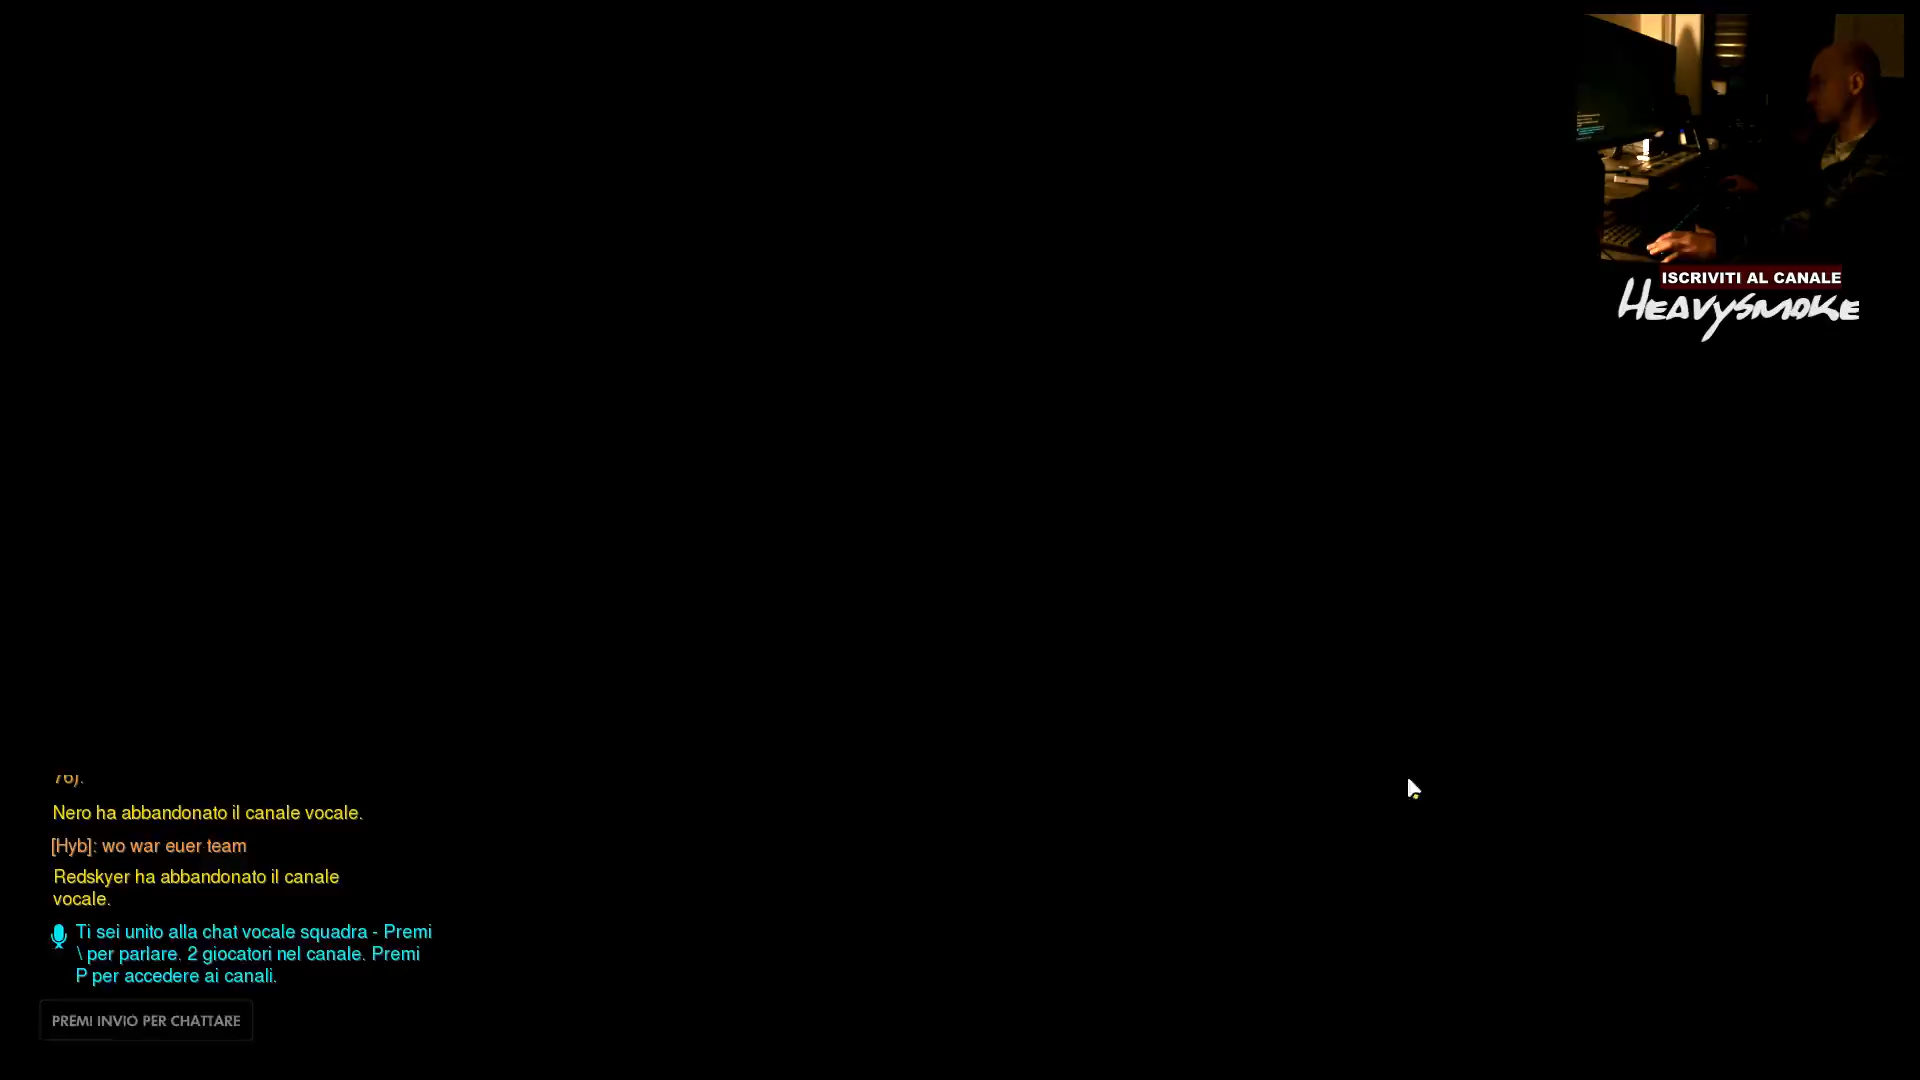 ISCRIVITI AL CANALE
HEAVYSMOKE
76).
Nero ha abbandonato il canale vocale.
[Hyb]: wo war euer team
Redskyer ha abbandonato il canale
vocale.
Ti sei unito alla chat vocale squadra - Premi
\ per parlare. 2 giocatori nel canale. Premi
P per accedere ai canali.
PREMI INVIO PER CHATTARE